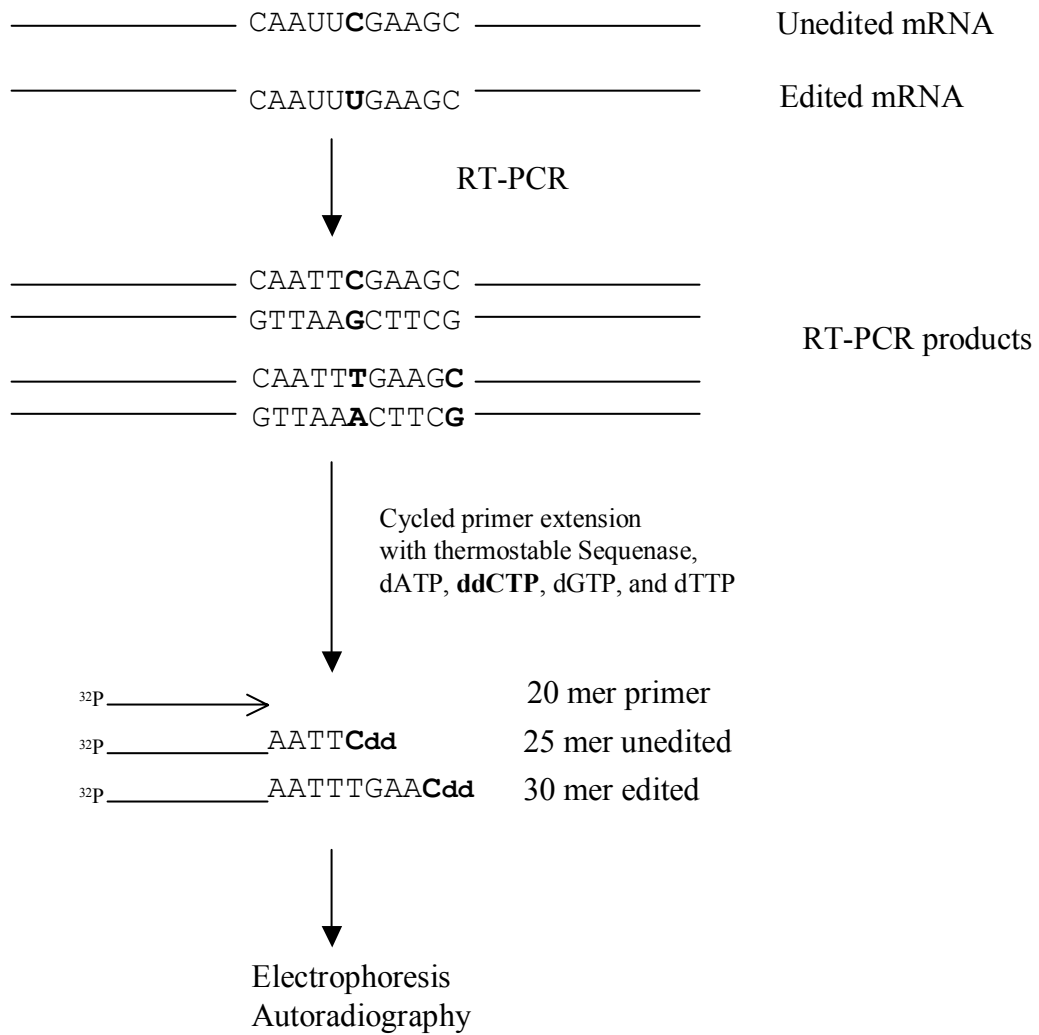 CAAUUCGAAGC Unedited mRNA
CAAUUUGAAGC Edited mRNA
RT-PCR
CAATTCGAAGC
GTTAAGCTTCG
RT-PCR products
CAATTTGAAGC
GTTAAACTTCG
Cycled primer extension
with thermostable Sequenase,
dATP, ddCTP, dGTP, and dTTP
32P 20 mer primer
32P AATTCdd 25 mer unedited
32P AATTTGAACdd 30 mer edited
Electrophoresis
Autoradiography